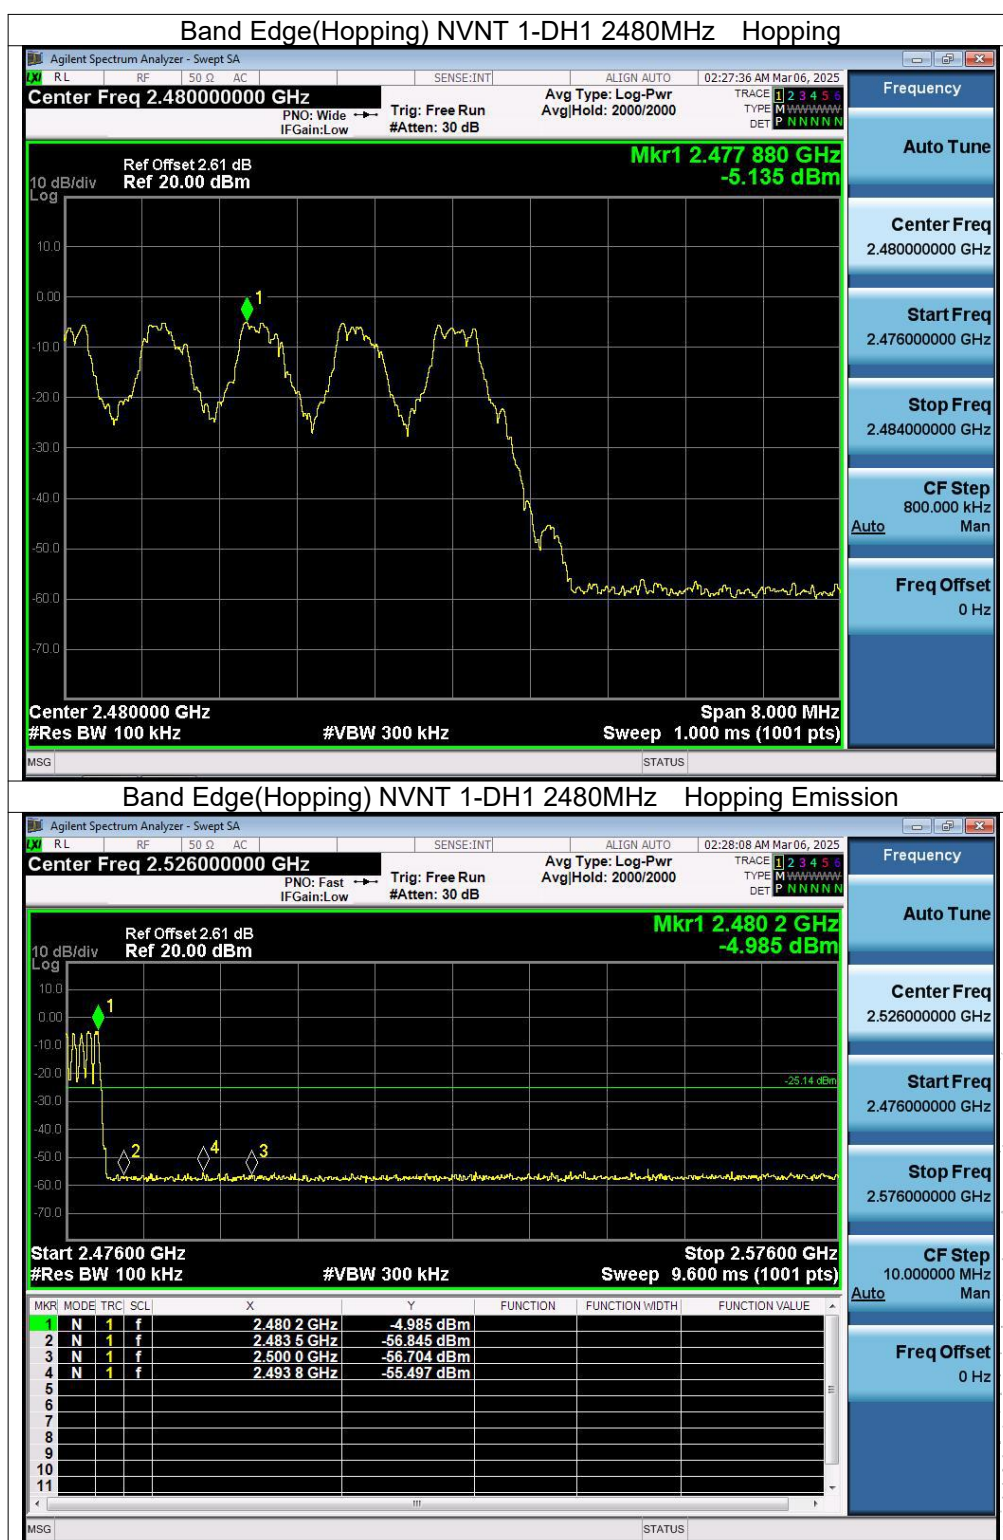 Band Edge(Hopping) NVNT 1-DH1 2480MHz Hopping
Agilent Spectrum Analyzer - Swept SA
LXI RL RF 50 Ω AC SENSE:INT ALIGN AUTO 02:27:36 AM Mar 06, 2025
Center Freq 2.480000000 GHz
PNO: Wide
IFGain:Low
Trig: Free Run
#Atten: 30 dB
Avg Type: Log-Pwr
Avg|Hold: 2000/2000
TRACE 1 2 3 4 5 6
TYPE M WWWWW
DET P N N N N N
Ref Offset 2.61 dB
Ref 20.00 dBm
10 dB/div
Log
Mkr1 2.477 880 GHz
-5.135 dBm
1
10.0
0.00
-10.0
-20.0
-30.0
-40.0
-50.0
-60.0
-70.0
Center 2.480000 GHz
#Res BW 100 kHz
#VBW 300 kHz
Span 8.000 MHz
Sweep 1.000 ms (1001 pts)
MSG STATUS
Frequency
Auto Tune
Center Freq
2.480000000 GHz
Start Freq
2.476000000 GHz
Stop Freq
2.484000000 GHz
CF Step
800.000 kHz
Auto Man
Freq Offset
0 Hz
Band Edge(Hopping) NVNT 1-DH1 2480MHz Hopping Emission
Agilent Spectrum Analyzer - Swept SA
LXI RL RF 50 Ω AC SENSE:INT ALIGN AUTO 02:28:08 AM Mar 06, 2025
Center Freq 2.526000000 GHz
PNO: Fast
IFGain:Low
Trig: Free Run
#Atten: 30 dB
Avg Type: Log-Pwr
Avg|Hold: 2000/2000
TRACE 1 2 3 4 5 6
TYPE M WWWWW
DET P N N N N N
Ref Offset 2.61 dB
Ref 20.00 dBm
10 dB/div
Log
Mkr1 2.480 2 GHz
-4.985 dBm
10.0
0.00
-10.0
-20.0
-30.0
-40.0
-50.0
-60.0
-70.0
1
-25.14 dBm
2 4 3
Start 2.47600 GHz
#Res BW 100 kHz
#VBW 300 kHz
Stop 2.57600 GHz
Sweep 9.600 ms (1001 pts)
MKR MODE TRC SCL X Y FUNCTION FUNCTION WIDTH FUNCTION VALUE
1 N 1 f 2.480 2 GHz -4.985 dBm
2 N 1 f 2.483 5 GHz -56.845 dBm
3 N 1 f 2.500 0 GHz -56.704 dBm
4 N 1 f 2.493 8 GHz -55.497 dBm
5
6
7
8
9
10
11
MSG STATUS
Frequency
Auto Tune
Center Freq
2.526000000 GHz
Start Freq
2.476000000 GHz
Stop Freq
2.576000000 GHz
CF Step
10.000000 MHz
Auto Man
Freq Offset
0 Hz